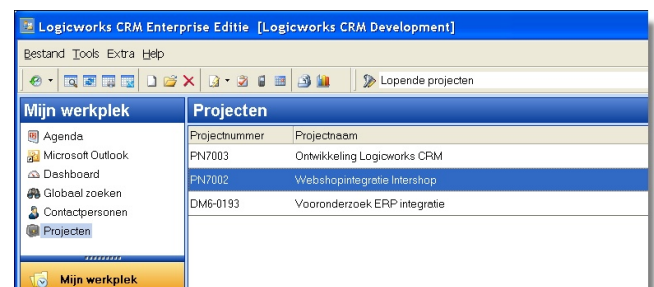 Logicworks CRM Enterprise Editie [Logicworks CRM Development]
Bestand Tools Extra Help
Lopende projecten
Mijn werkplek
Projecten
Projectnummer Projectnaam
Agenda
PN7003 Ontwikkeling Logicworks CRM
Microsoft Outlook
Dashboard
PN7002 Webshopintegratie Intershop
Globaal zoeken
Contactpersonen
DM6-0193 Vooronderzoek ERP integratie
Projecten
Mijn werkplek